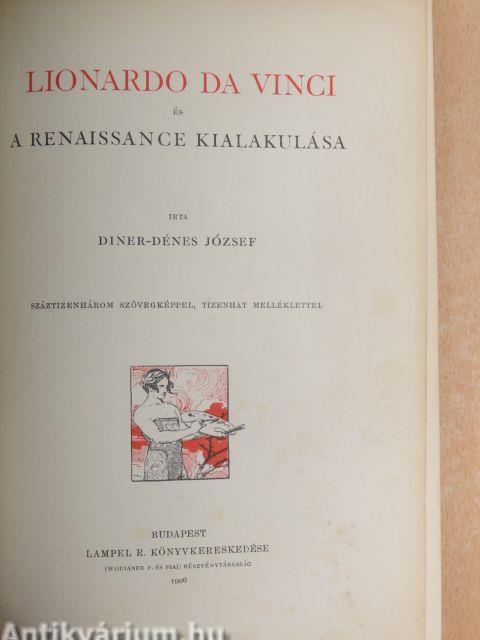 LIONARDO DA VINCI
ÉS
A RENAISSANCE KIALAKULÁSA
IRTA
DINER-DÉNES JÓZSEF
SZÁZTIZENHÁROM SZÖVEGKÉPPEL, TIZENHAT MELLÉKLETTEL
BUDAPEST
LAMPEL R. KÖNYVKERESKEDÉSE
(WODIANER F. ÉS FIAI) RÉSZVÉNYTÁRSASÁG
1906
Antikvárium.hu